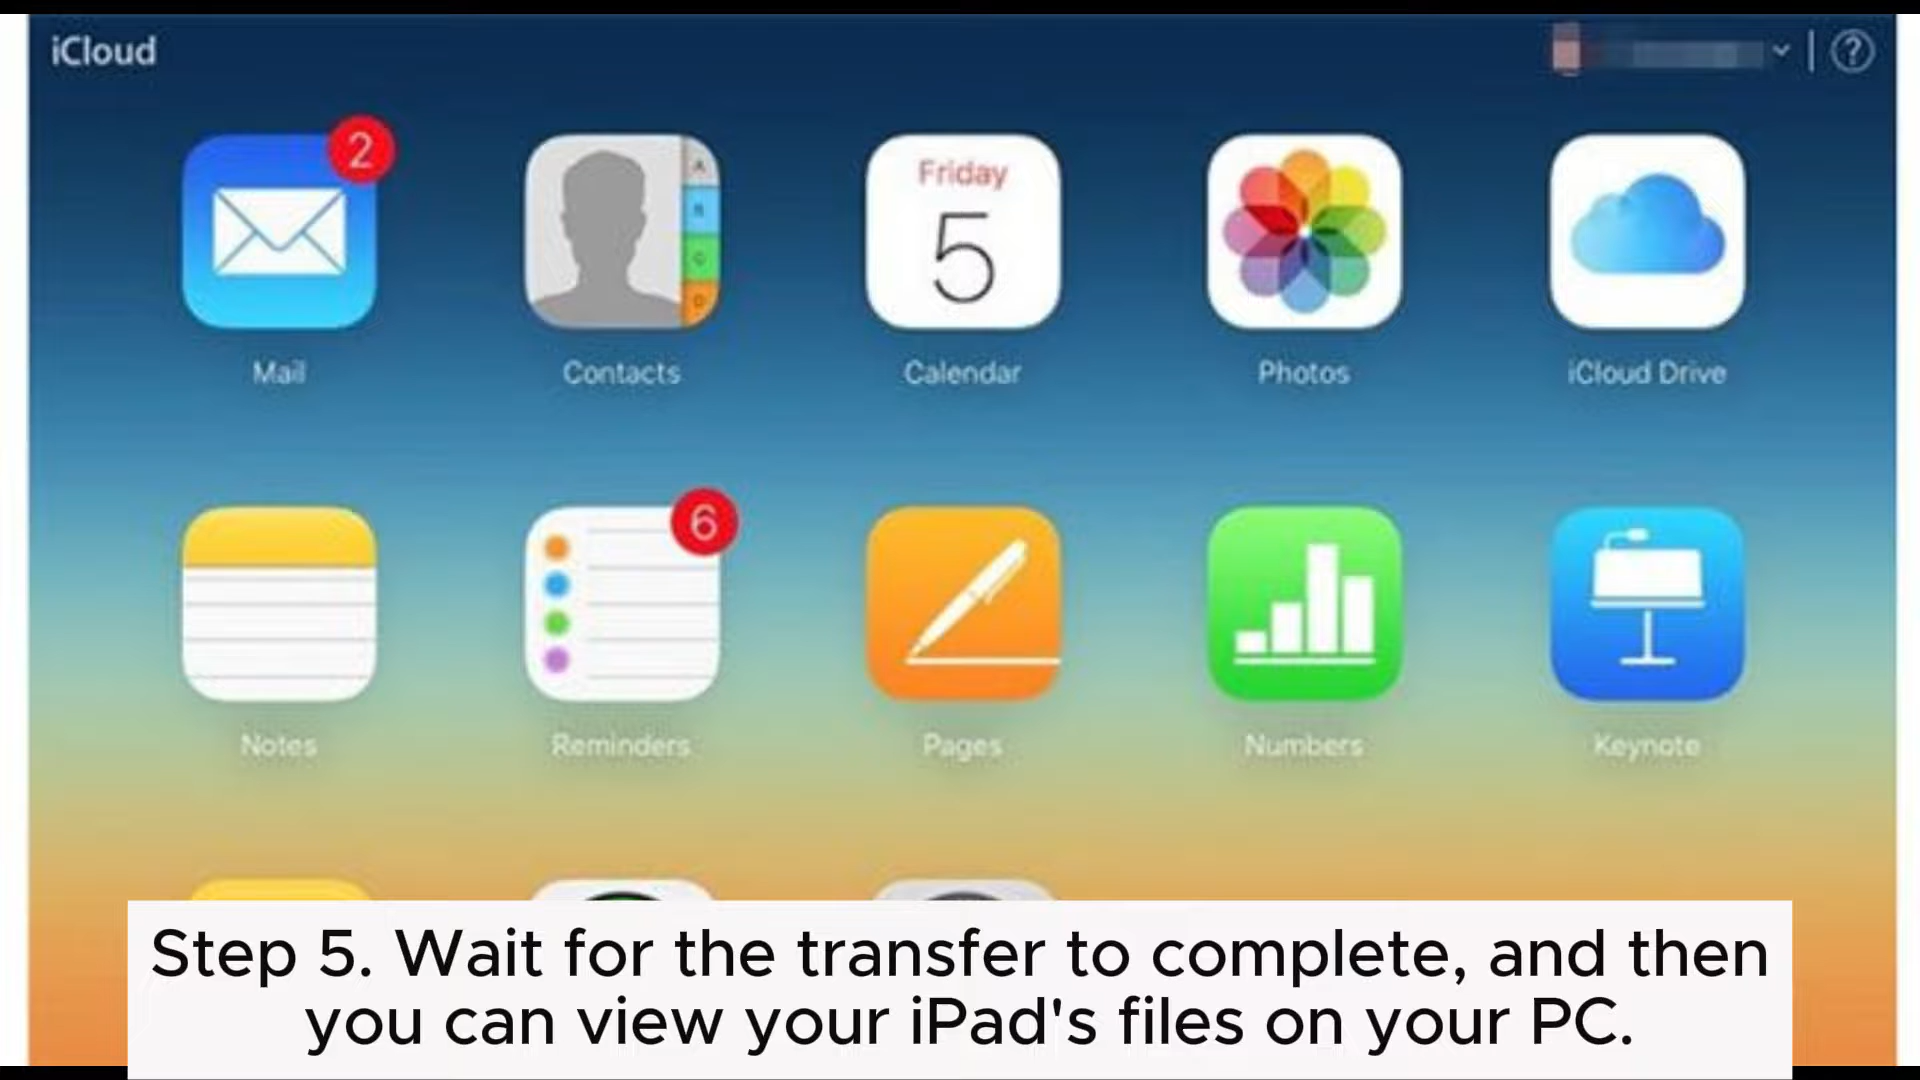 iCloud
2
Friday
5
A
B
C
D
Mail
Contacts
Calendar
Photos
iCloud Drive
6
Notes
Reminders
Pages
Numbers
Keynote
Step 5. Wait for the transfer to complete, and then
you can view your iPad's files on your PC.